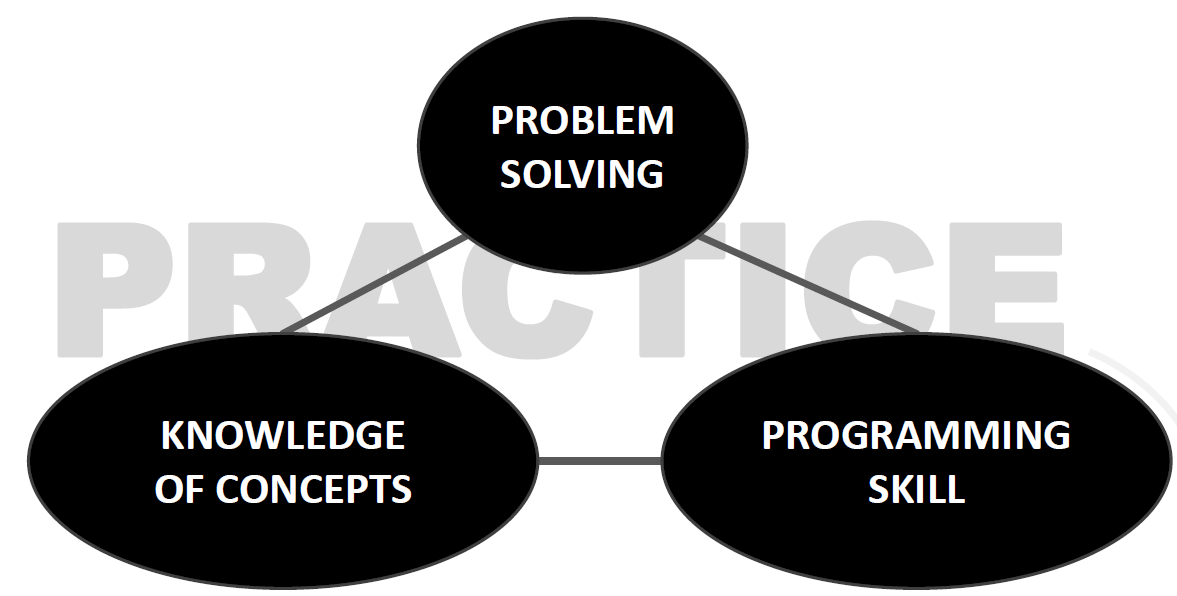 PROBLEM
SOLVING
PRACTICE
KNOWLEDGE
OF CONCEPTS
PROGRAMMING
SKILL